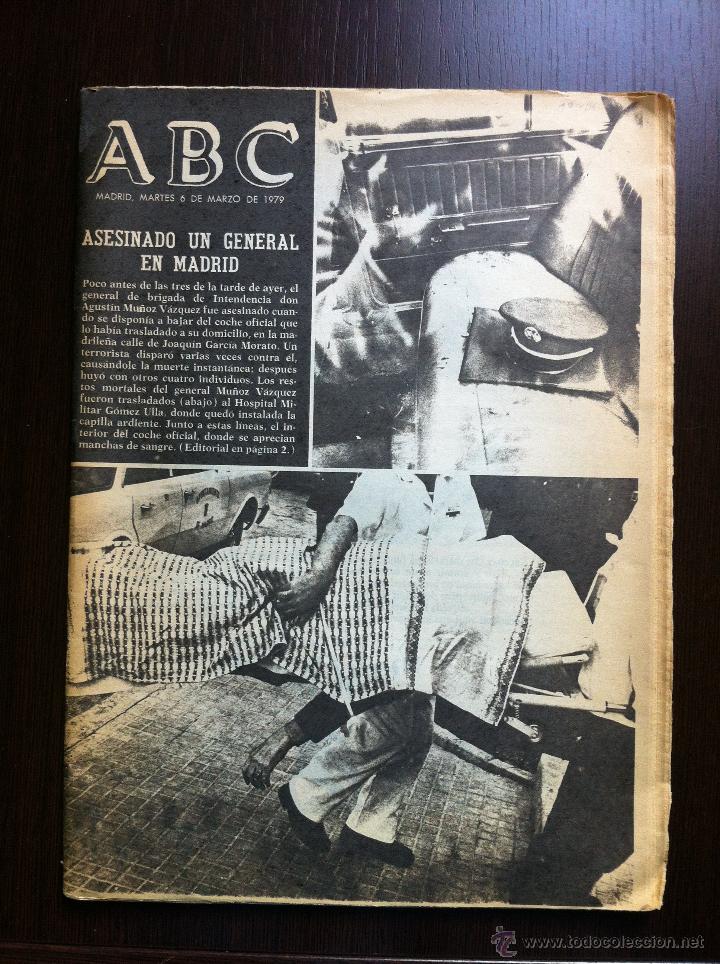 ABC
MADRID, MARTES 6 DE MARZO DE 1979
ASESINADO UN GENERAL
EN MADRID
Poco antes de las tres de la tarde de ayer, el
general de brigada de Intendencia don
Agustín Muñoz Vázquez fue asesinado cuan-
do se disponía a bajar del coche oficial que
lo había trasladado a su domicilio, en la ma-
drileña calle de Joaquín García Morato. Un
terrorista disparó varias veces contra él,
causándole la muerte instantánea; después
huyó con otros cuatro individuos. Los res-
tos mortales del general Muñoz Vázquez
fueron trasladados (abajo) al Hospital Mi-
litar Gómez Ulla, donde quedó instalada la
capilla ardiente. Junto a estas líneas, el in-
terior del coche oficial, donde se aprecian
manchas de sangre. (Editorial en página 2.)
www.todocoleccion.net